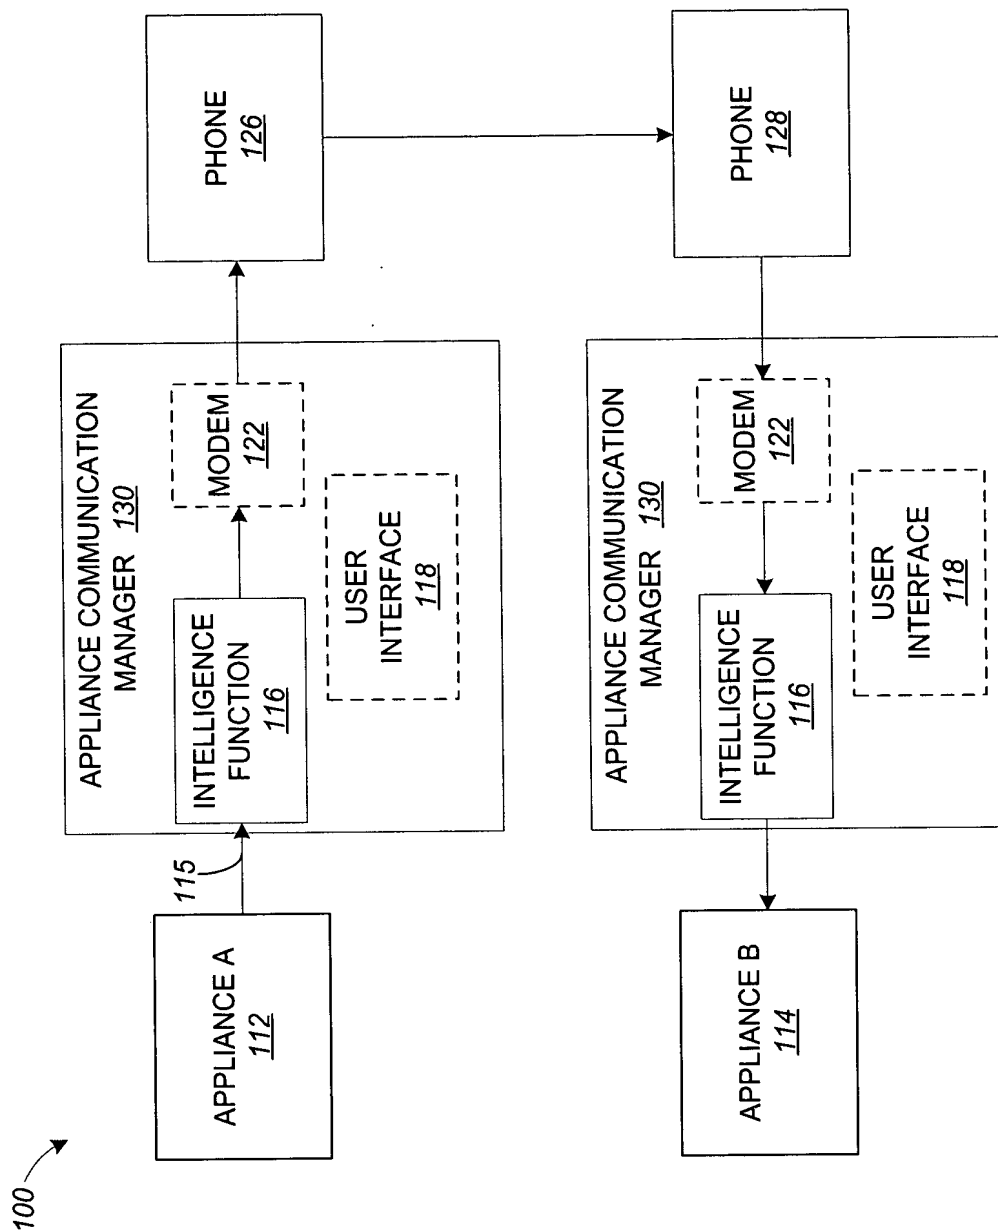 100
APPLIANCE A
112
115
APPLIANCE COMMUNICATION
MANAGER 130
INTELLIGENCE
FUNCTION
116
MODEM
122
USER
INTERFACE
118
PHONE
126
APPLIANCE B
114
APPLIANCE COMMUNICATION
MANAGER 130
INTELLIGENCE
FUNCTION
116
MODEM
122
USER
INTERFACE
118
PHONE
128